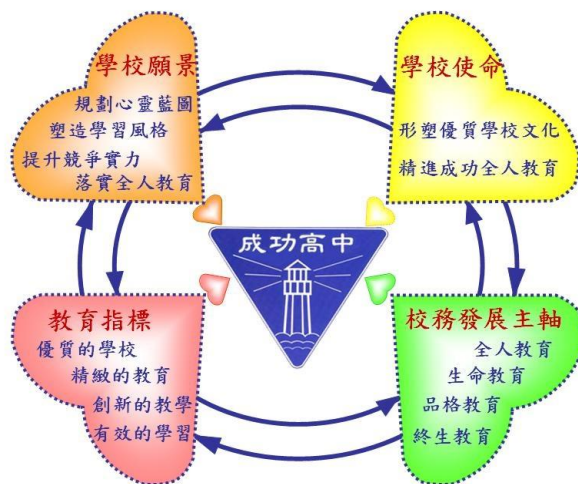 學校願景
規劃心靈藍圖
塑造學習風格
提升競爭實力
落實全人教育
學校使命
形塑優質學校文化
精進成功全人教育
成功高中
教育指標
優質的學校
精緻的教育
創新的教學
有效的學習
校務發展主軸
全人教育
生命教育
品格教育
終生教育